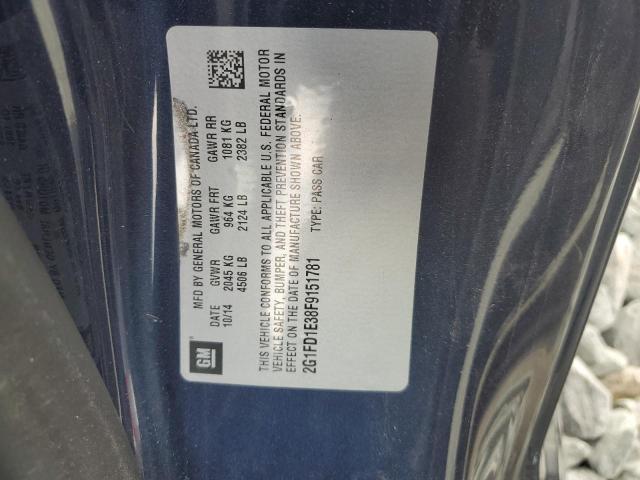 GM
MFD BY GENERAL MOTORS OF CANADA LTD.
DATE GVWR GAWR FRT GAWR RR
10/14 2045 KG 964 KG 1081 KG
4506 LB 2124 LB 2382 LB
THIS VEHICLE CONFORMS TO ALL APPLICABLE U.S. FEDERAL MOTOR
VEHICLE SAFETY, BUMPER, AND THEFT PREVENTION STANDARDS IN
EFFECT ON THE DATE OF MANUFACTURE SHOWN ABOVE.
2G1FD1E38F9151781 TYPE: PASS CAR